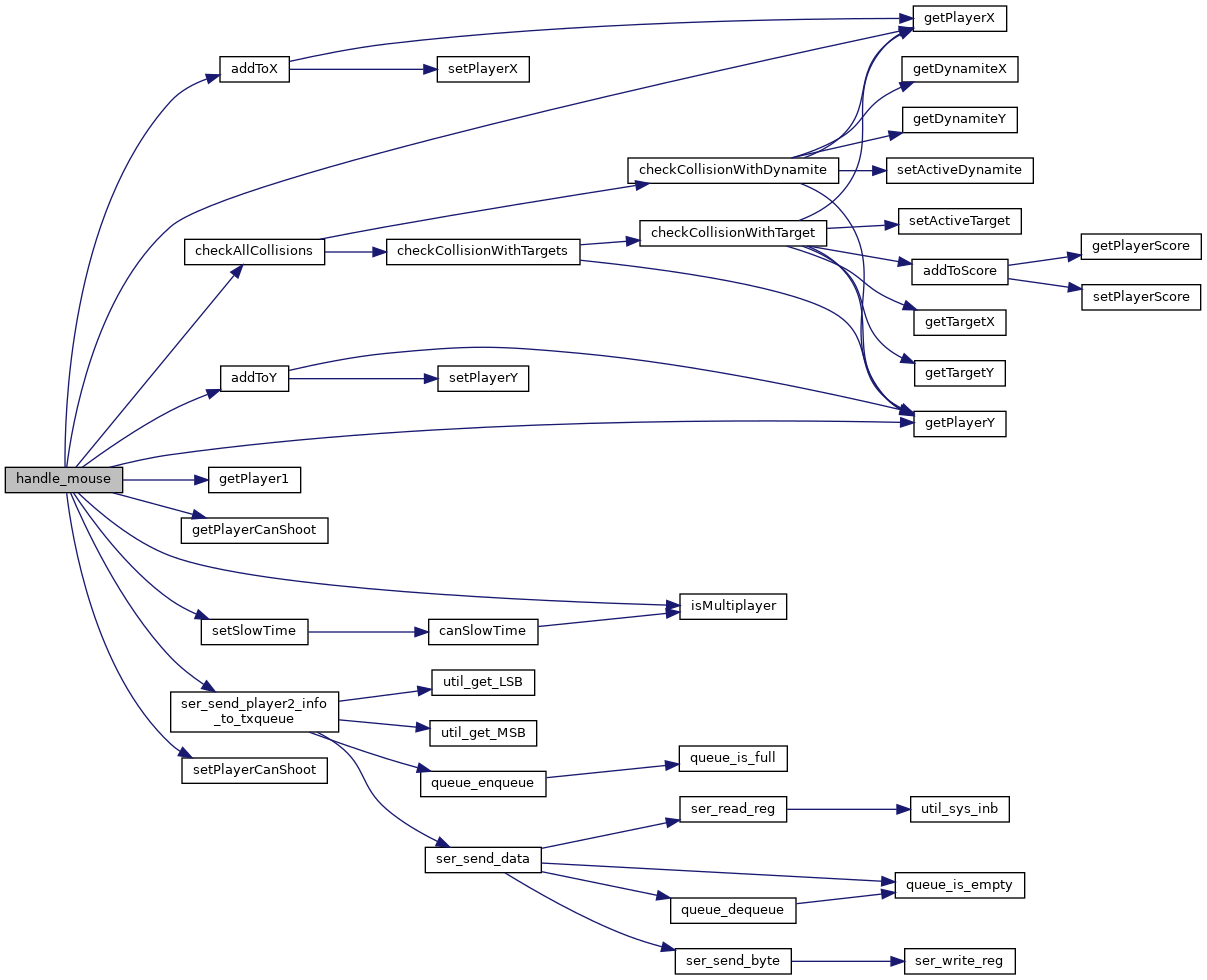 getPlayerX
addToX
setPlayerX
getDynamiteX
getDynamiteY
checkCollisionWithDynamite
setActiveDynamite
setActiveTarget
checkCollisionWithTarget
checkAllCollisions
checkCollisionWithTargets
getPlayerScore
addToScore
setPlayerScore
getTargetX
getTargetY
addToY
setPlayerY
getPlayerY
handle_mouse
getPlayer1
getPlayerCanShoot
isMultiplayer
setSlowTime
canSlowTime
util_get_LSB
ser_send_player2_info
_to_txqueue
util_get_MSB
queue_is_full
setPlayerCanShoot
queue_enqueue
ser_read_reg
util_sys_inb
ser_send_data
queue_is_empty
queue_dequeue
ser_send_byte
ser_write_reg